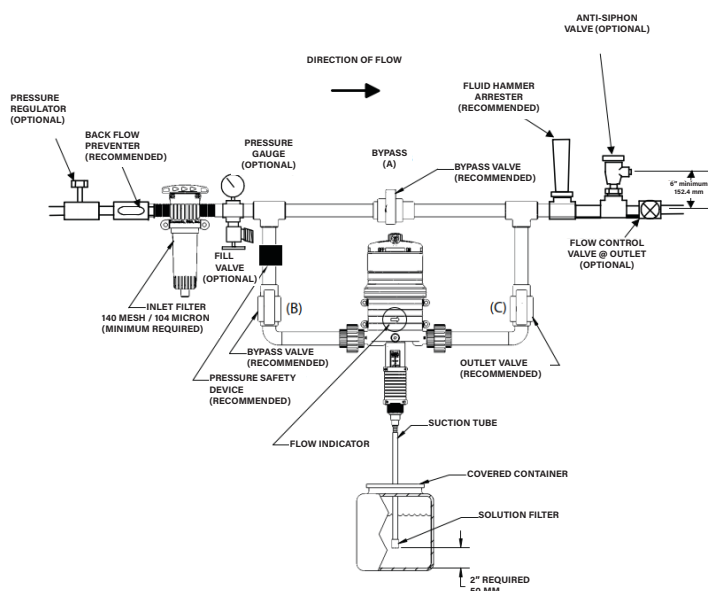 ANTI-SIPHON
VALVE (OPTIONAL)
DIRECTION OF FLOW
FLUID HAMMER
ARRESTER
(RECOMMENDED)
PRESSURE
REGULATOR
(OPTIONAL)
BACK FLOW
PREVENTER
(RECOMMENDED)
PRESSURE
GAUGE
(OPTIONAL)
BYPASS
(A)
BYPASS VALVE
(RECOMMENDED)
6" minimum
152.4 mm
FLOW CONTROL
VALVE @ OUTLET
(OPTIONAL)
FILL
VALVE
(OPTIONAL)
INLET FILTER
140 MESH / 104 MICRON
(MINIMUM REQUIRED)
(B)
(C)
BYPASS VALVE
(RECOMMENDED)
OUTLET VALVE
(RECOMMENDED)
PRESSURE SAFETY
DEVICE
(RECOMMENDED)
FLOW INDICATOR
SUCTION TUBE
COVERED CONTAINER
SOLUTION FILTER
2" REQUIRED
50 MM